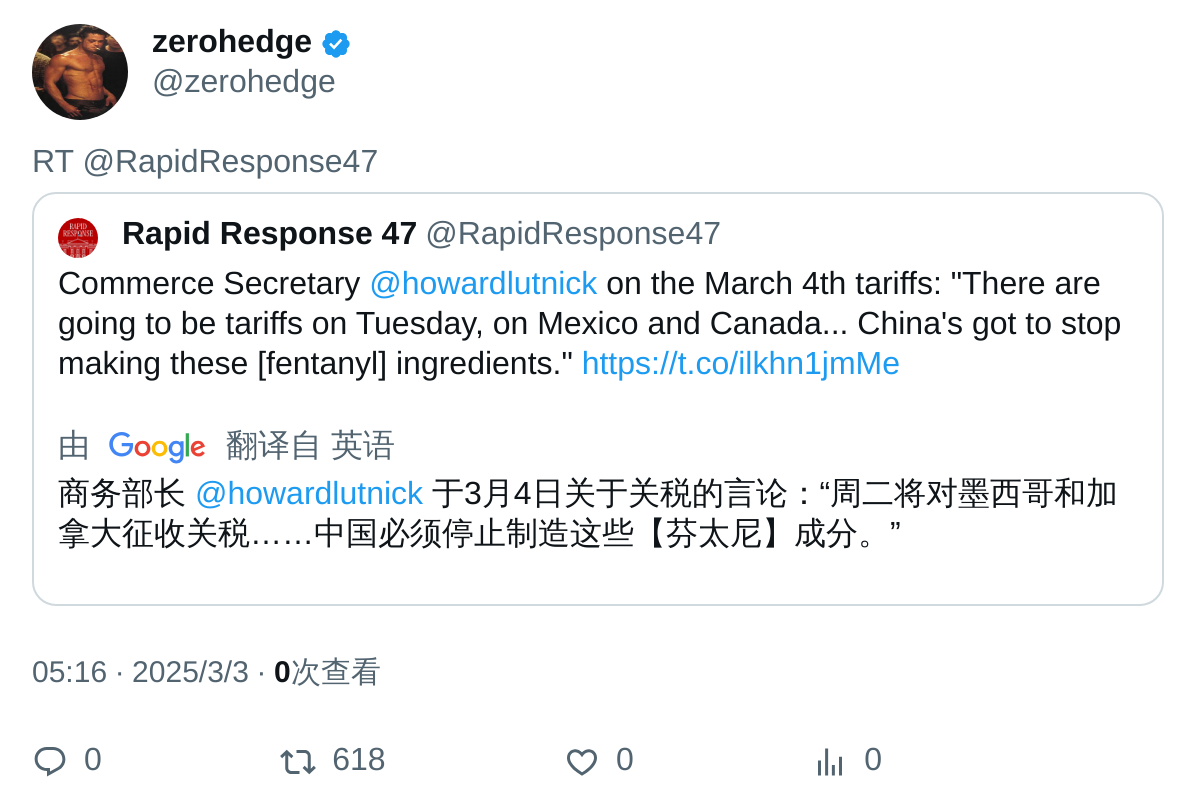 zerohedge
@zerohedge
RT @RapidResponse47
RAPID
RESPONSE
Rapid Response 47 @RapidResponse47
Commerce Secretary @howardlutnick on the March 4th tariffs: "There are
going to be tariffs on Tuesday, on Mexico and Canada... China's got to stop
making these [fentanyl] ingredients." https://t.co/ilkhn1jmMe
由 Google 翻译自 英语
商务部长 @howardlutnick 于3月4日关于关税的言论：“周二将对墨西哥和加
拿大征收关税……中国必须停止制造这些【芬太尼】成分。”
05:16 · 2025/3/3 · 0次查看
0 618 0 0